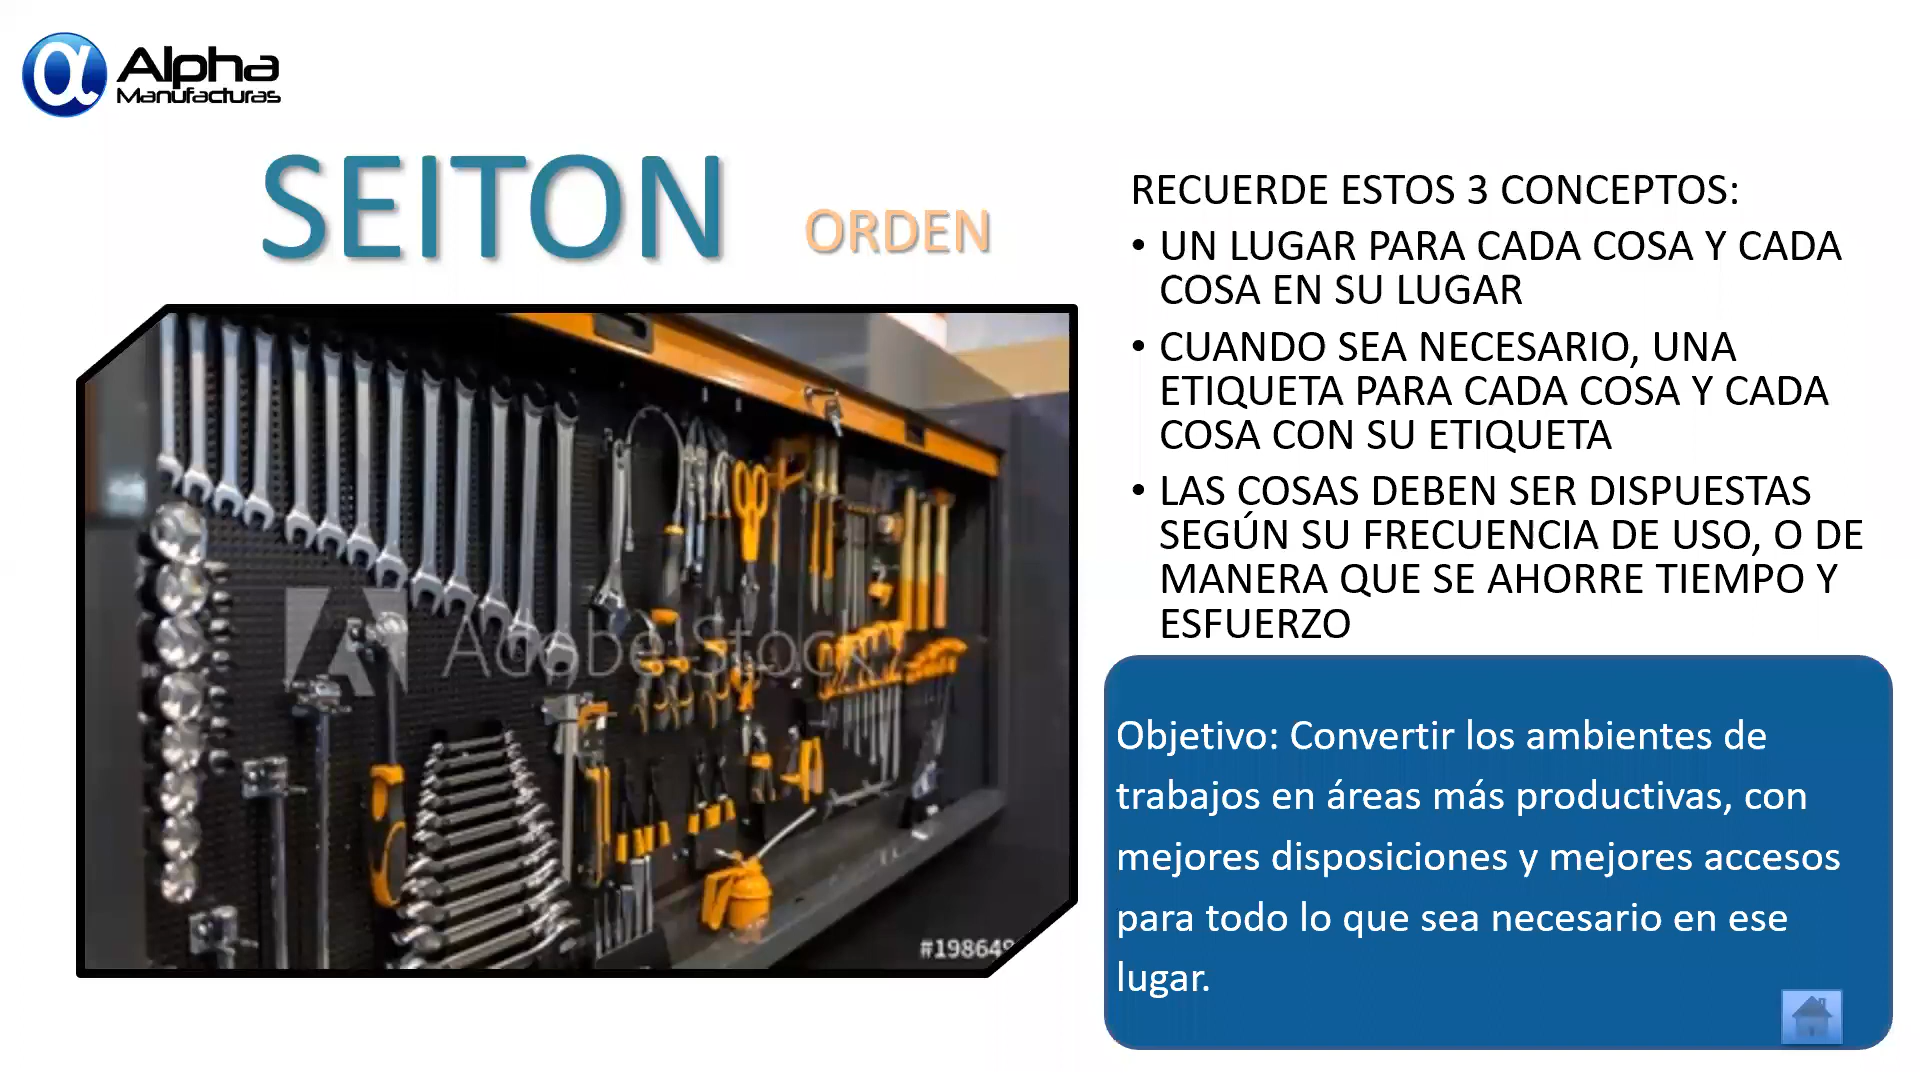 α Alpha
Manufacturas
SEITON ORDEN
RECUERDE ESTOS 3 CONCEPTOS:
• UN LUGAR PARA CADA COSA Y CADA
COSA EN SU LUGAR
• CUANDO SEA NECESARIO, UNA
ETIQUETA PARA CADA COSA Y CADA
COSA CON SU ETIQUETA
• LAS COSAS DEBEN SER DISPUESTAS
SEGÚN SU FRECUENCIA DE USO, O DE
MANERA QUE SE AHORRE TIEMPO Y
ESFUERZO
Adobe Stock
#198649
Objetivo: Convertir los ambientes de
trabajos en áreas más productivas, con
mejores disposiciones y mejores accesos
para todo lo que sea necesario en ese
lugar.